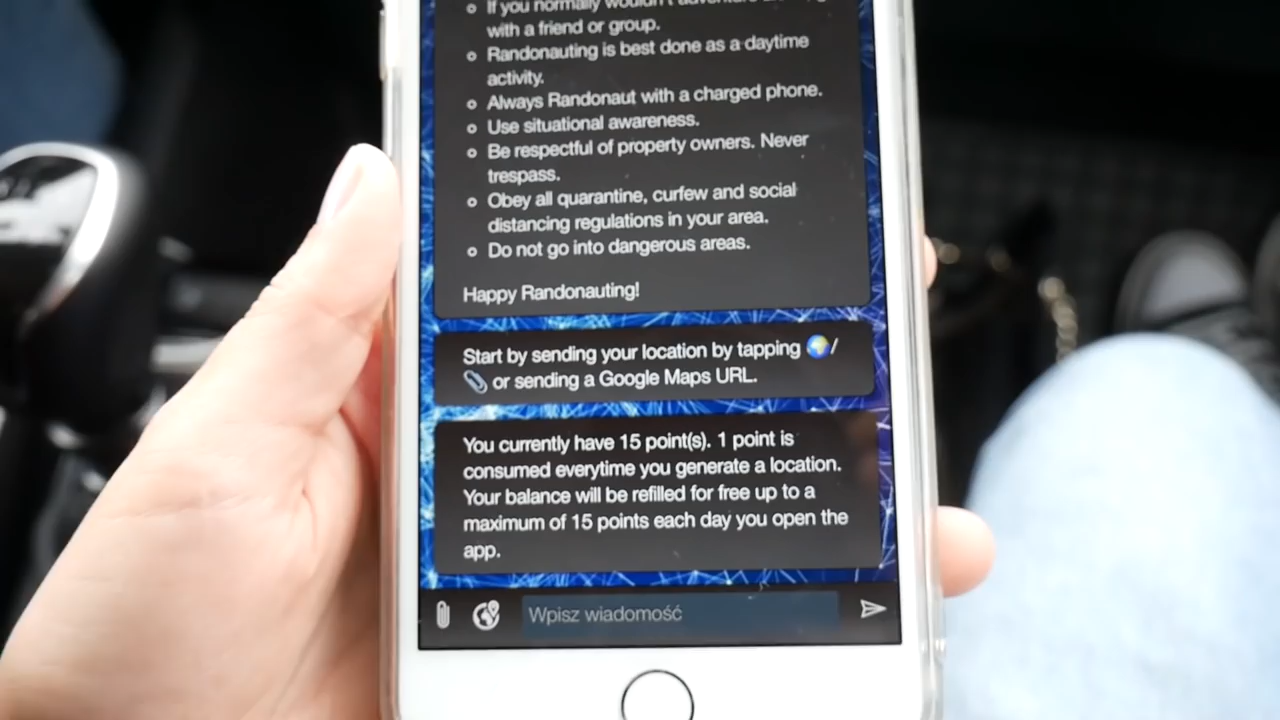 If you normally wouldn't
with a friend or group.
Randonauting is best done as a daytime
activity.
Always Randonaut with a charged phone.
Use situational awareness.
Be respectful of property owners. Never
trespass.
Obey all quarantine, curfew and social
distancing regulations in your area.
Do not go into dangerous areas.
Happy Randonauting!
Start by sending your location by tapping 🌍/
📎 or sending a Google Maps URL.
You currently have 15 point(s). 1 point is
consumed everytime you generate a location.
Your balance will be refilled for free up to a
maximum of 15 points each day you open the
app.
Wpisz wiadomość